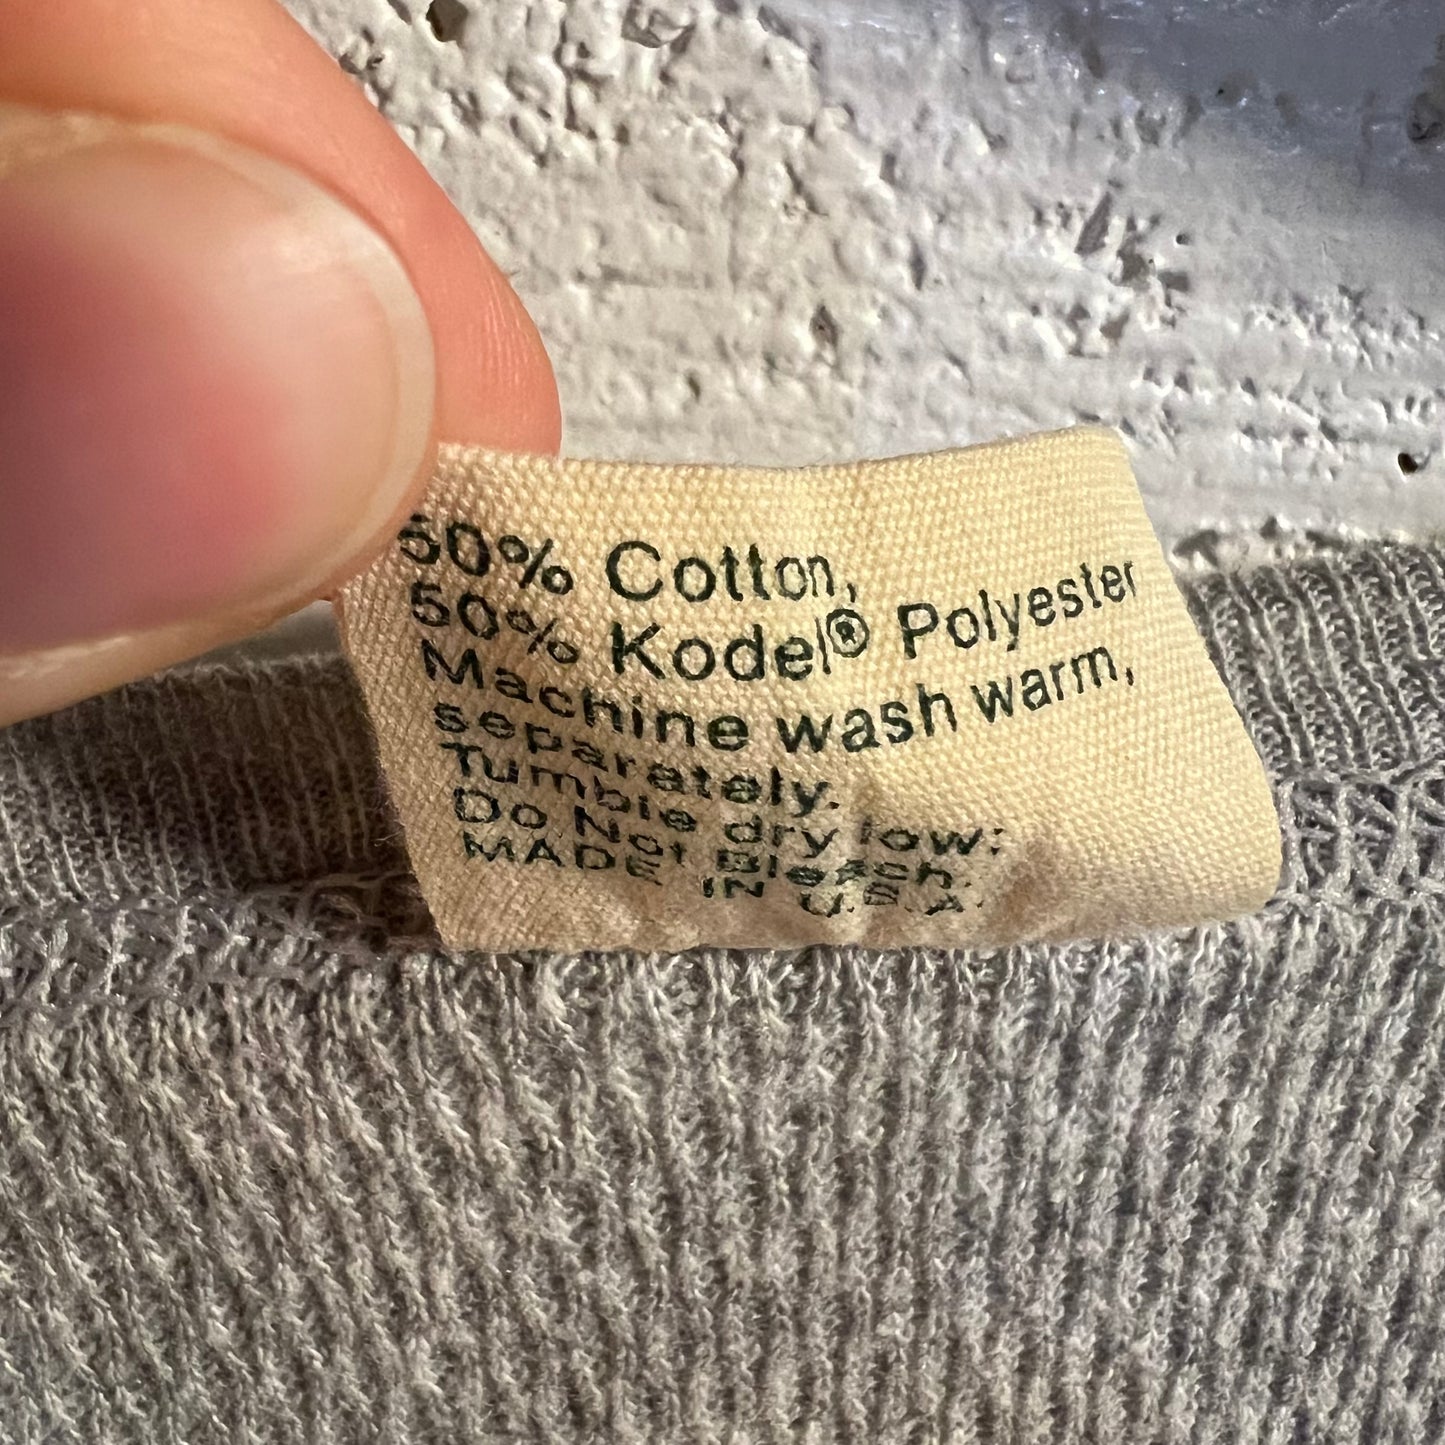 50% Cotton,
50% Kodel® Polyester
Machine wash warm,
separately.
Tumble dry low:
Do Not Bleach.
MADE IN U.S.A.